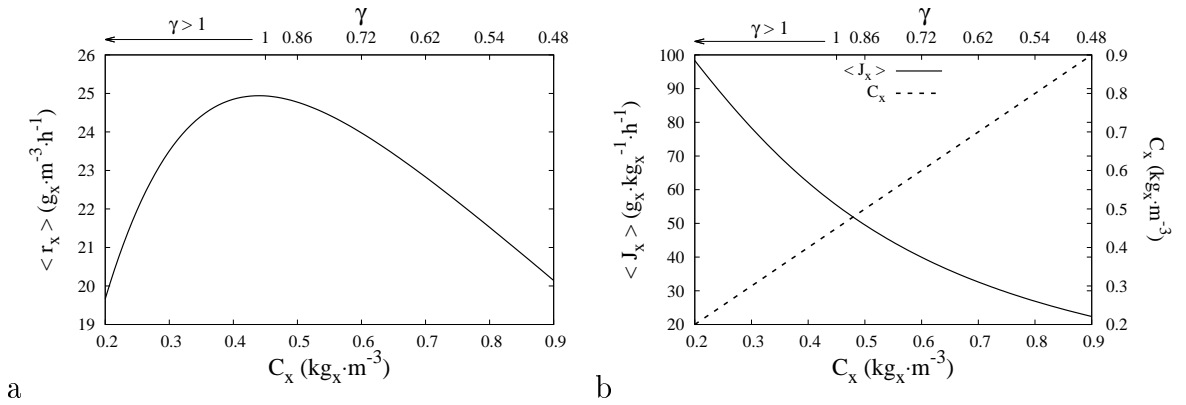 γ
γ > 1
1 0.86 0.72 0.62 0.54 0.48
26
25
24
23
22
21
20
19
< r_x > (g_x·m^-3·h^-1)
0.2 0.3 0.4 0.5 0.6 0.7 0.8 0.9
C_x (kg_x·m^-3)
a
γ
γ > 1
1 0.86 0.72 0.62 0.54 0.48
< J_x >
C_x
100
90
80
70
60
50
40
30
20
< J_x > (g_x·kg_x^-1·h^-1)
0.9
0.8
0.7
0.6
0.5
0.4
0.3
0.2
C_x (kg_x·m^-3)
0.2 0.3 0.4 0.5 0.6 0.7 0.8 0.9
C_x (kg_x·m^-3)
b